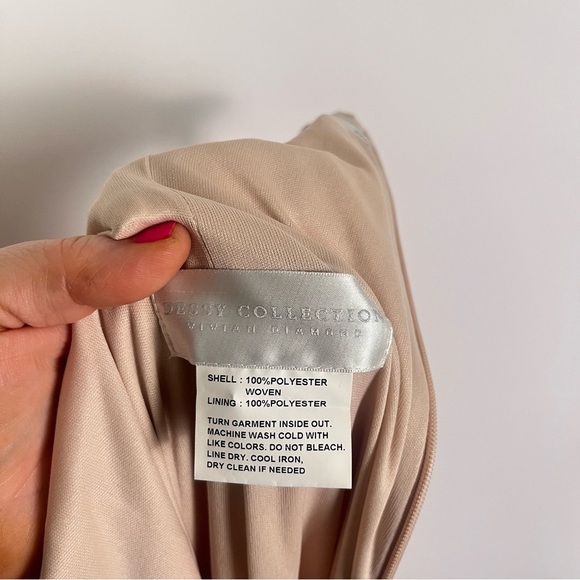 DESSY COLLECTION
VIVIAN DIAMOND
SHELL : 100%POLYESTER
WOVEN
LINING : 100%POLYESTER
TURN GARMENT INSIDE OUT.
MACHINE WASH COLD WITH
LIKE COLORS. DO NOT BLEACH.
LINE DRY. COOL IRON,
DRY CLEAN IF NEEDED